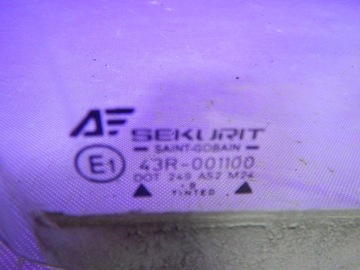 AF SEKURIT
SAINT-GOBAIN
E1 43R-001100
DOT 249 AS2 M24
TINTED